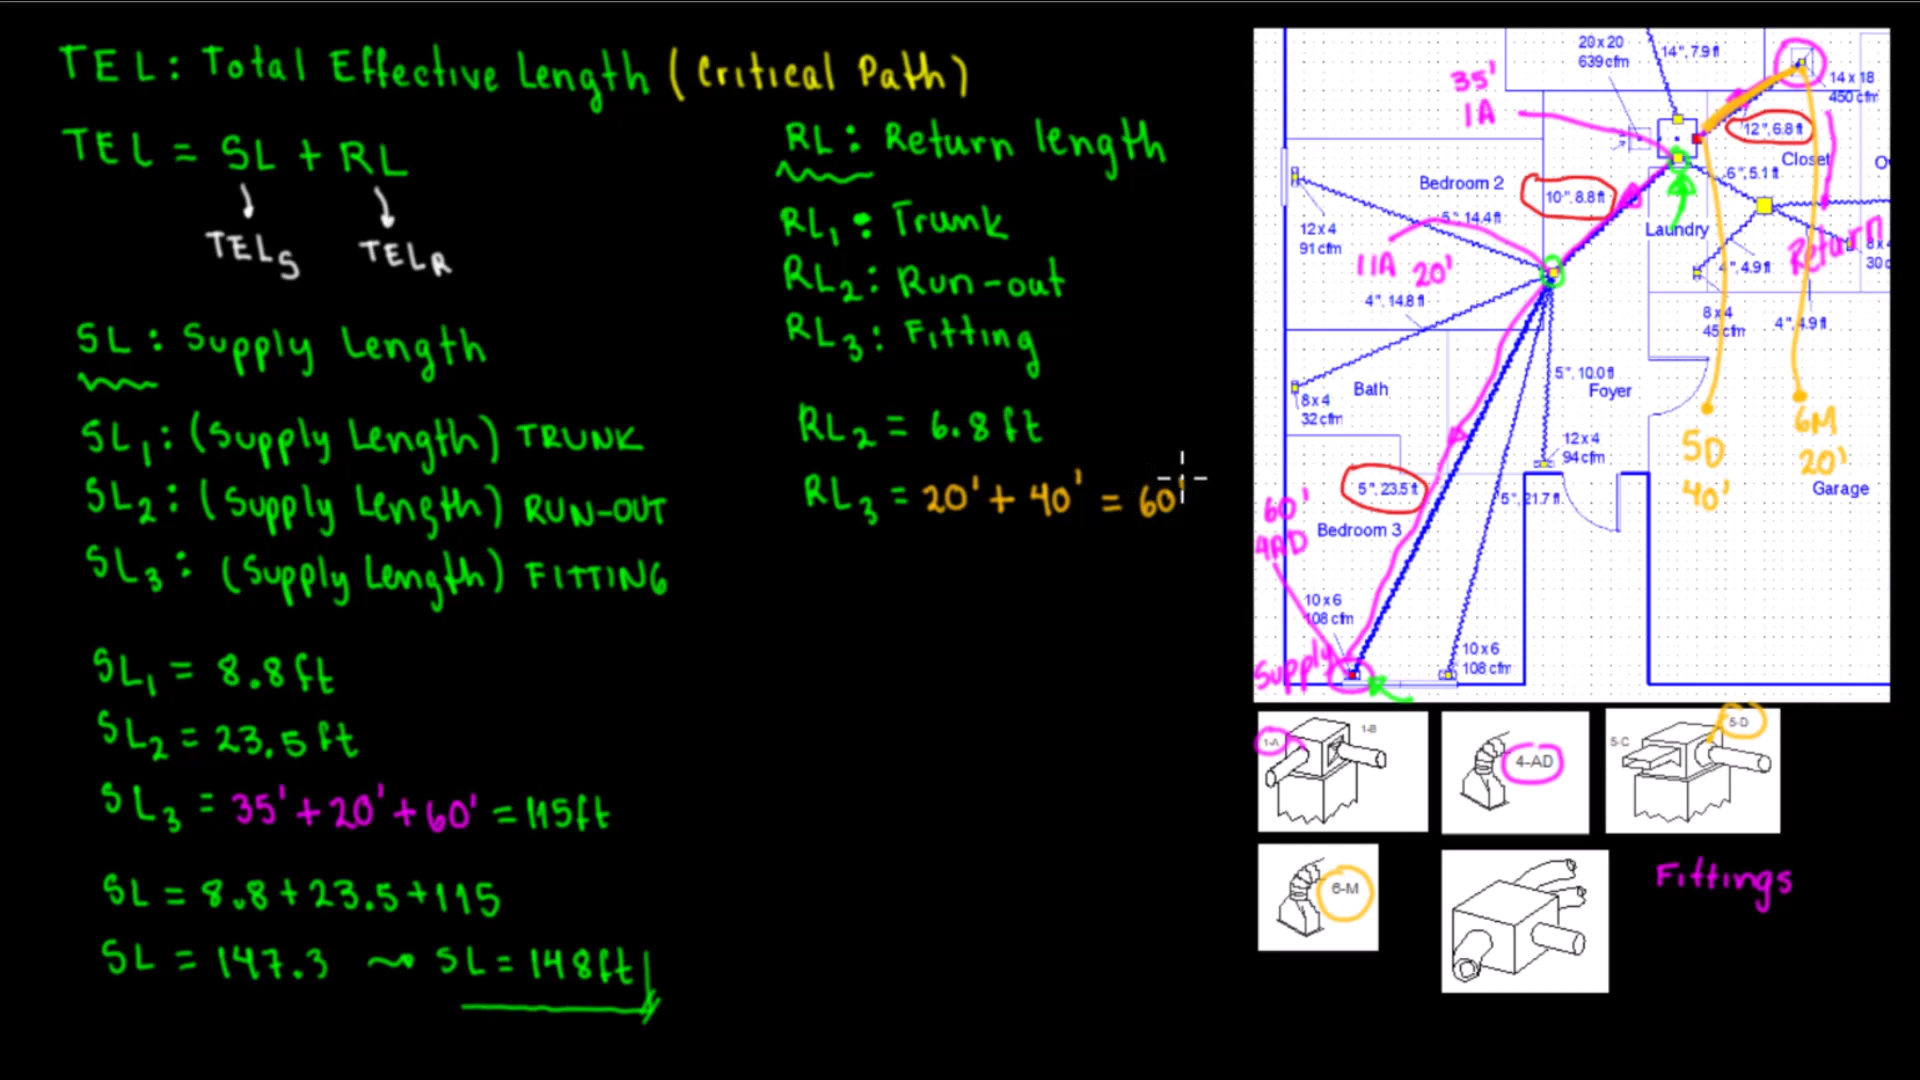 TEL: Total Effective Length (Critical Path)
TEL = SL + RL
TELS TELR
SL: Supply Length
SL1: (Supply Length) TRUNK
SL2: (Supply Length) RUN-OUT
SL3: (Supply Length) FITTING
SL1 = 8.8ft
SL2 = 23.5ft
SL3 = 35' + 20' + 60' = 115ft
SL = 8.8 + 23.5 + 115
SL = 147.3 ~ SL = 148ft
RL: Return length
RL1: Trunk
RL2: Run-out
RL3: Fitting
RL2 = 6.8 ft
RL3 = 20' + 40' = 60'
20 x 20
639 cfm
14", 7.9 ft
35'
1A
14 x 18
450 cfm
12", 6.8 ft
Closet
6", 5.1 ft
Bedroom 2
10", 8.8 ft
5", 14.4 ft
12 x 4
91 cfm
Laundry
Return
11A 20'
4", 4.9 ft
30 c
4", 14.8 ft
8 x 4
45 cfm
4", 4.9 ft
5", 10.0 ft
Foyer
Bath
8 x 4
32 cfm
12 x 4
94 cfm
5D
40'
6M
20'
Garage
5", 23.5 ft
5", 21.7 ft
60'
4AD
Bedroom 3
10 x 6
108 cfm
10 x 6
108 cfm
Supply
1-A
1-B
4-AD
5-C
5-D
6-M
Fittings